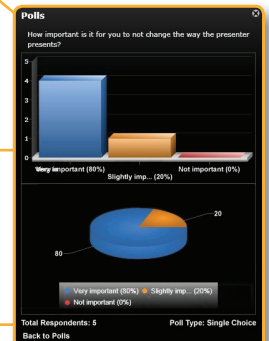 Polls
How important is it for you to not change the way the presenter
presents?
5
4
3
2
1
0
important (80%)
Not important (0%)
Slightly imp... (20%)
20
80
Very important (80%) Slightly imp... (20%)
Not important (0%)
Total Respondents: 5
Poll Type: Single Choice
Back to Polls